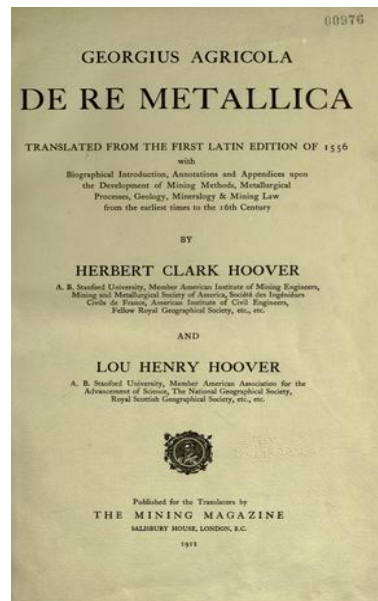 00976
GEORGIUS AGRICOLA
DE RE METALLICA
TRANSLATED FROM THE FIRST LATIN EDITION OF 1556
with
Biographical Introduction, Annotations and Appendices upon
the Development of Mining Methods, Metallurgical
Processes, Geology, Mineralogy & Mining Law
from the earliest times to the 16th Century
BY
HERBERT CLARK HOOVER
A. B. Stanford University, Member American Institute of Mining Engineers,
Mining and Metallurgical Society of America, Société des Ingéniéurs
Civils de France, American Institute of Civil Engineers,
Fellow Royal Geographical Society, etc., etc.
AND
LOU HENRY HOOVER
A. B. Stanford University, Member American Association for the
Advancement of Science, The National Geographical Society,
Royal Scottish Geographical Society, etc., etc.
Published for the Translators by
THE MINING MAGAZINE
SALISBURY HOUSE, LONDON, E.C.
1912